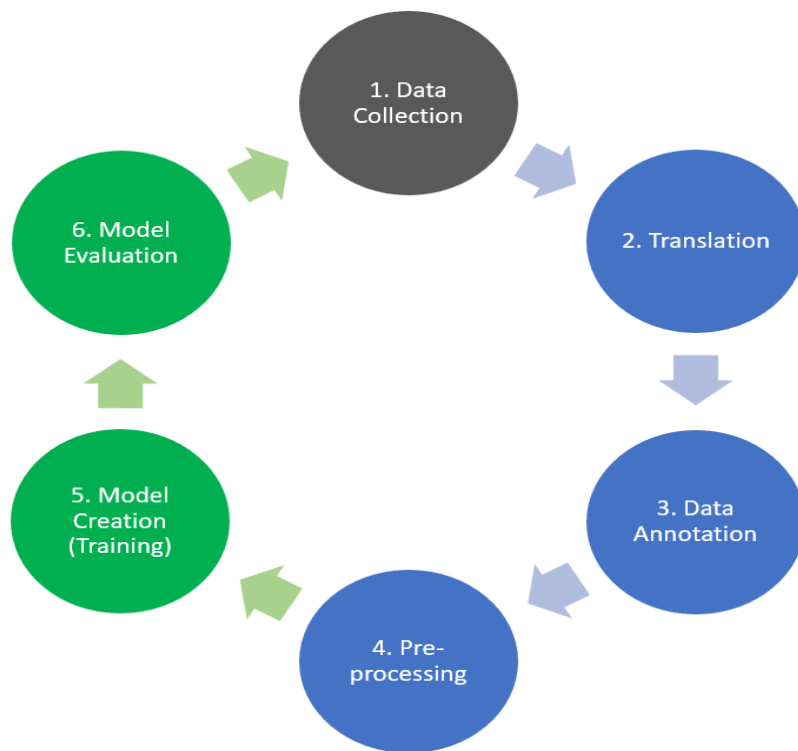 1. Data
Collection
2. Translation
3. Data
Annotation
4. Pre-
processing
5. Model
Creation
(Training)
6. Model
Evaluation